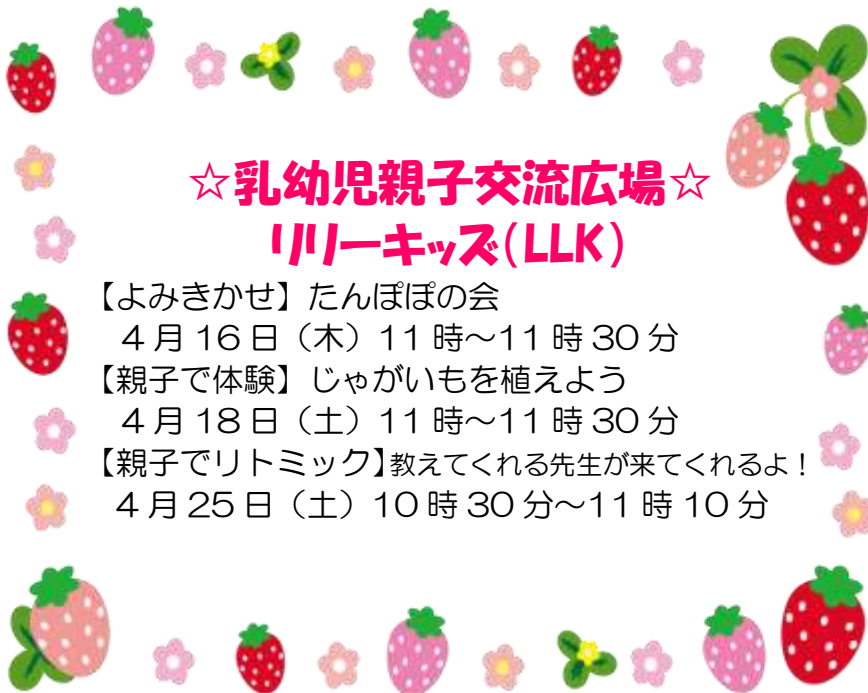 ☆乳幼児親子交流広場☆
リリーキッズ(LLK)
【よみきかせ】たんぽぽの会
4月16日（木）11時～11時30分
【親子で体験】じゃがいもを植えよう
4月18日（土）11時～11時30分
【親子でリトミック】教えてくれる先生が来てくれるよ！
4月25日（土）10時30分～11時10分